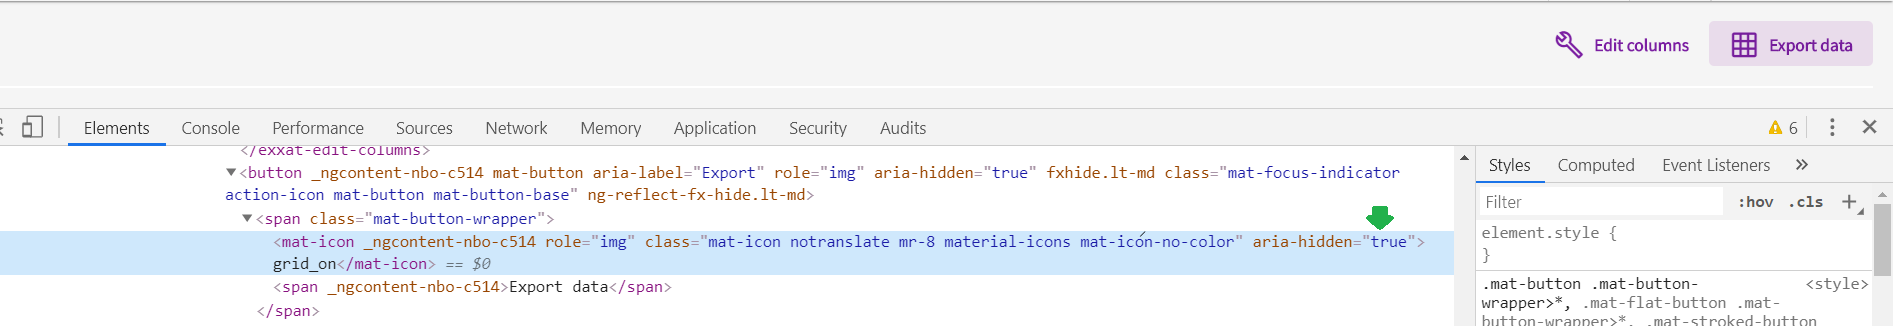 Edit columns
Export data
Elements Console Performance Sources Network Memory Application Security Audits 6
</exxat-edit-columns>
<button _ngcontent-nbo-c514 mat-button aria-label="Export" role="img" aria-hidden="true" fxhide.lt-md class="mat-focus-indicator
action-icon mat-button mat-button-base" ng-reflect-fx-hide.lt-md>
<span class="mat-button-wrapper">
<mat-icon _ngcontent-nbo-c514 role="img" class="mat-icon notranslate mr-8 material-icons mat-icon-no-color" aria-hidden="true">
grid_on</mat-icon> == $0
<span _ngcontent-nbo-c514>Export data</span>
</span>
Styles Computed Event Listeners »
Filter :hov .cls +
element.style {
}
.mat-button .mat-button- <style>
wrapper>*, .mat-flat-button .mat-
button-wrapper>*, .mat-stroked-button